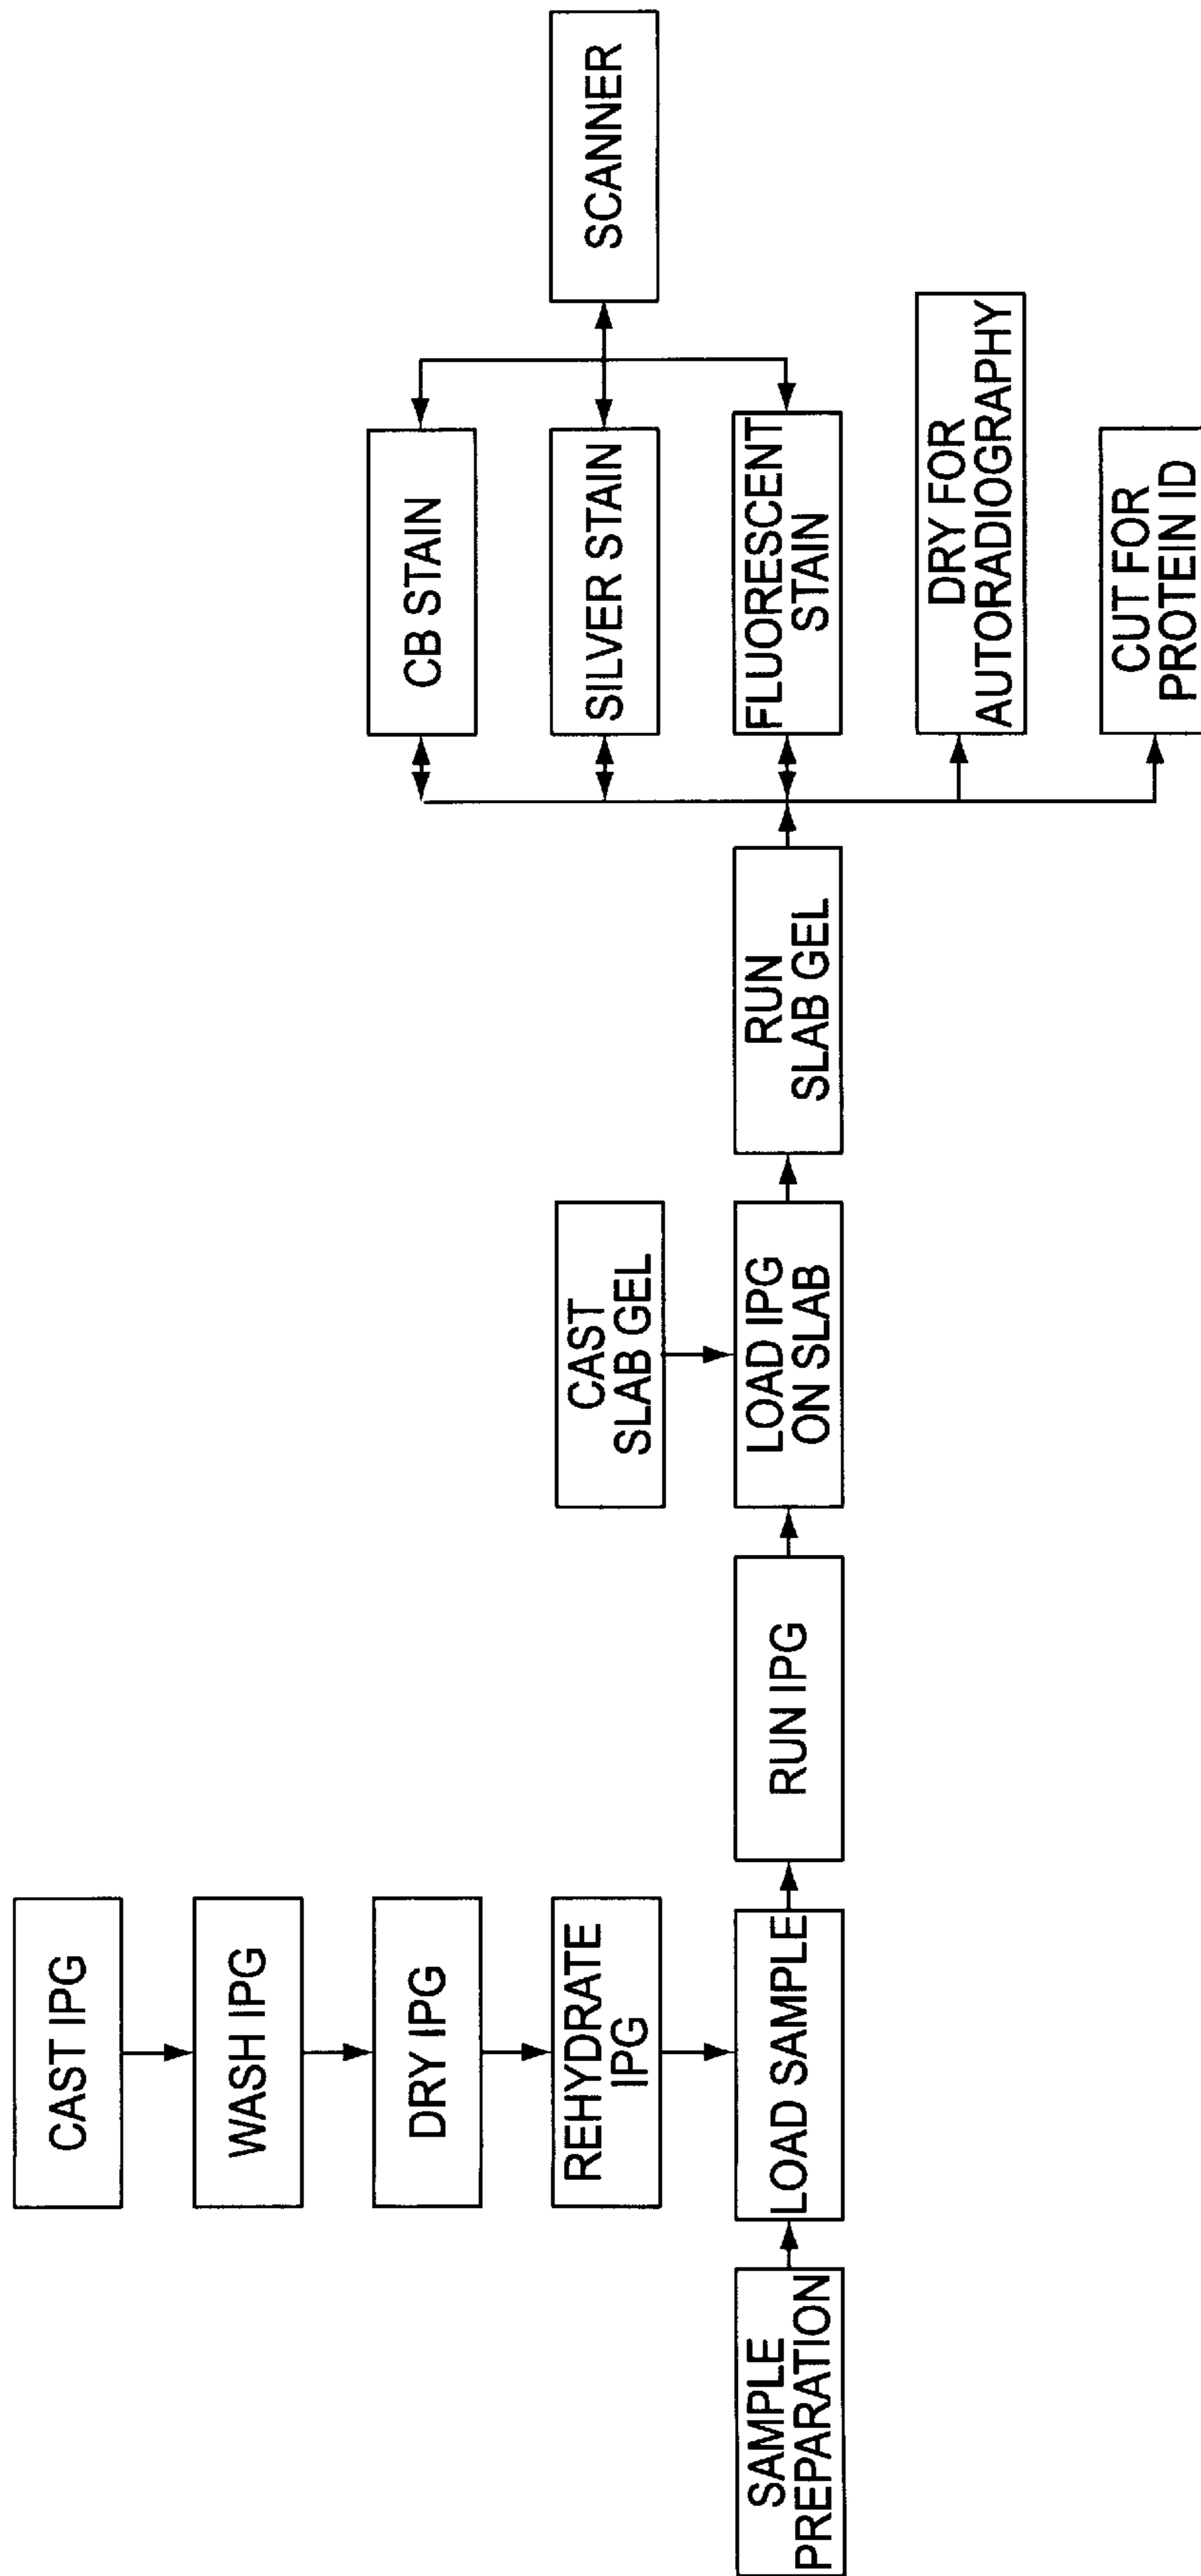 CAST IPG
WASH IPG
DRY IPG
REHYDRATE
IPG
SAMPLE
PREPARATION
LOAD SAMPLE
RUN IPG
CAST
SLAB GEL
LOAD IPG
ON SLAB
RUN
SLAB GEL
CB STAIN
SILVER STAIN
FLUORESCENT
STAIN
DRY FOR
AUTORADIOGRAPHY
CUT FOR
PROTEIN ID
SCANNER